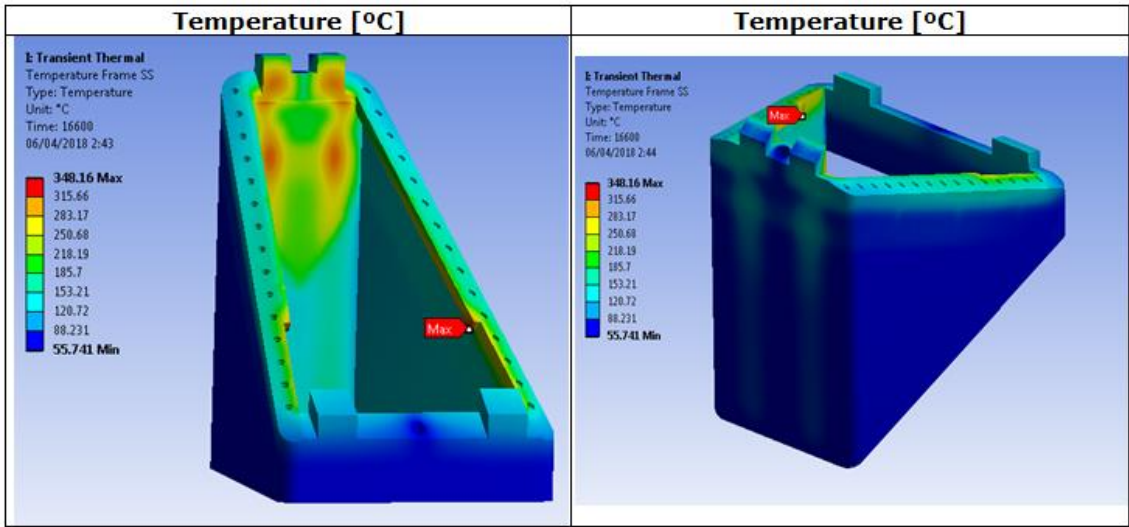 Temperature [ºC]
I: Transient Thermal
Temperature Frame SS
Type: Temperature
Unit: °C
Time: 16600
06/04/2018 2:43
348.16 Max
315.66
283.17
250.68
218.19
185.7
153.21
120.72
88.231
55.741 Min
Max
Temperature [ºC]
I: Transient Thermal
Temperature Frame SS
Type: Temperature
Unit: °C
Time: 16600
06/04/2018 2:44
348.16 Max
315.66
283.17
250.68
218.19
185.7
153.21
120.72
88.231
55.741 Min
Max